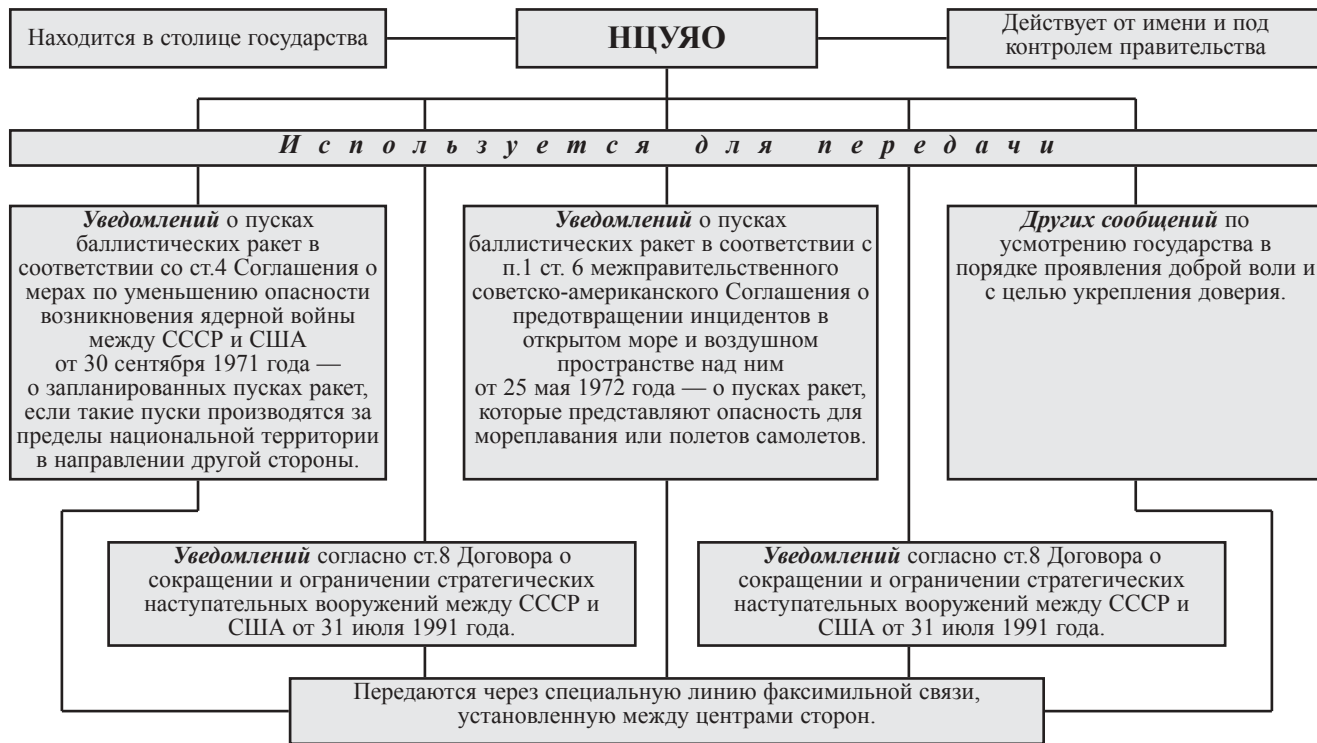 Находится в столице государства
НЦУЯО
Действует от имени и под
контролем правительства
Используется для передачи
Уведомлений о пусках
баллистических ракет в
соответствии со ст.4 Соглашения о
мерах по уменьшению опасности
возникновения ядерной войны
между СССР и США
от 30 сентября 1971 года —
о запланированных пусках ракет,
если такие пуски производятся за
пределы национальной территории
в направлении другой стороны.
Уведомлений о пусках
баллистических ракет в соответствии с
п.1 ст. 6 межправительственного
советско-американского Соглашения о
предотвращении инцидентов в
открытом море и воздушном
пространстве над ним
от 25 мая 1972 года — о пусках ракет,
которые представляют опасность для
мореплавания или полетов самолетов.
Других сообщений по
усмотрению государства в
порядке проявления доброй воли и
с целью укрепления доверия.
Уведомлений согласно ст.8 Договора о
сокращении и ограничении стратегических
наступательных вооружений между СССР и
США от 31 июля 1991 года.
Уведомлений согласно ст.8 Договора о
сокращении и ограничении стратегических
наступательных вооружений между СССР и
США от 31 июля 1991 года.
Передаются через специальную линию факсимильной связи,
установленную между центрами сторон.